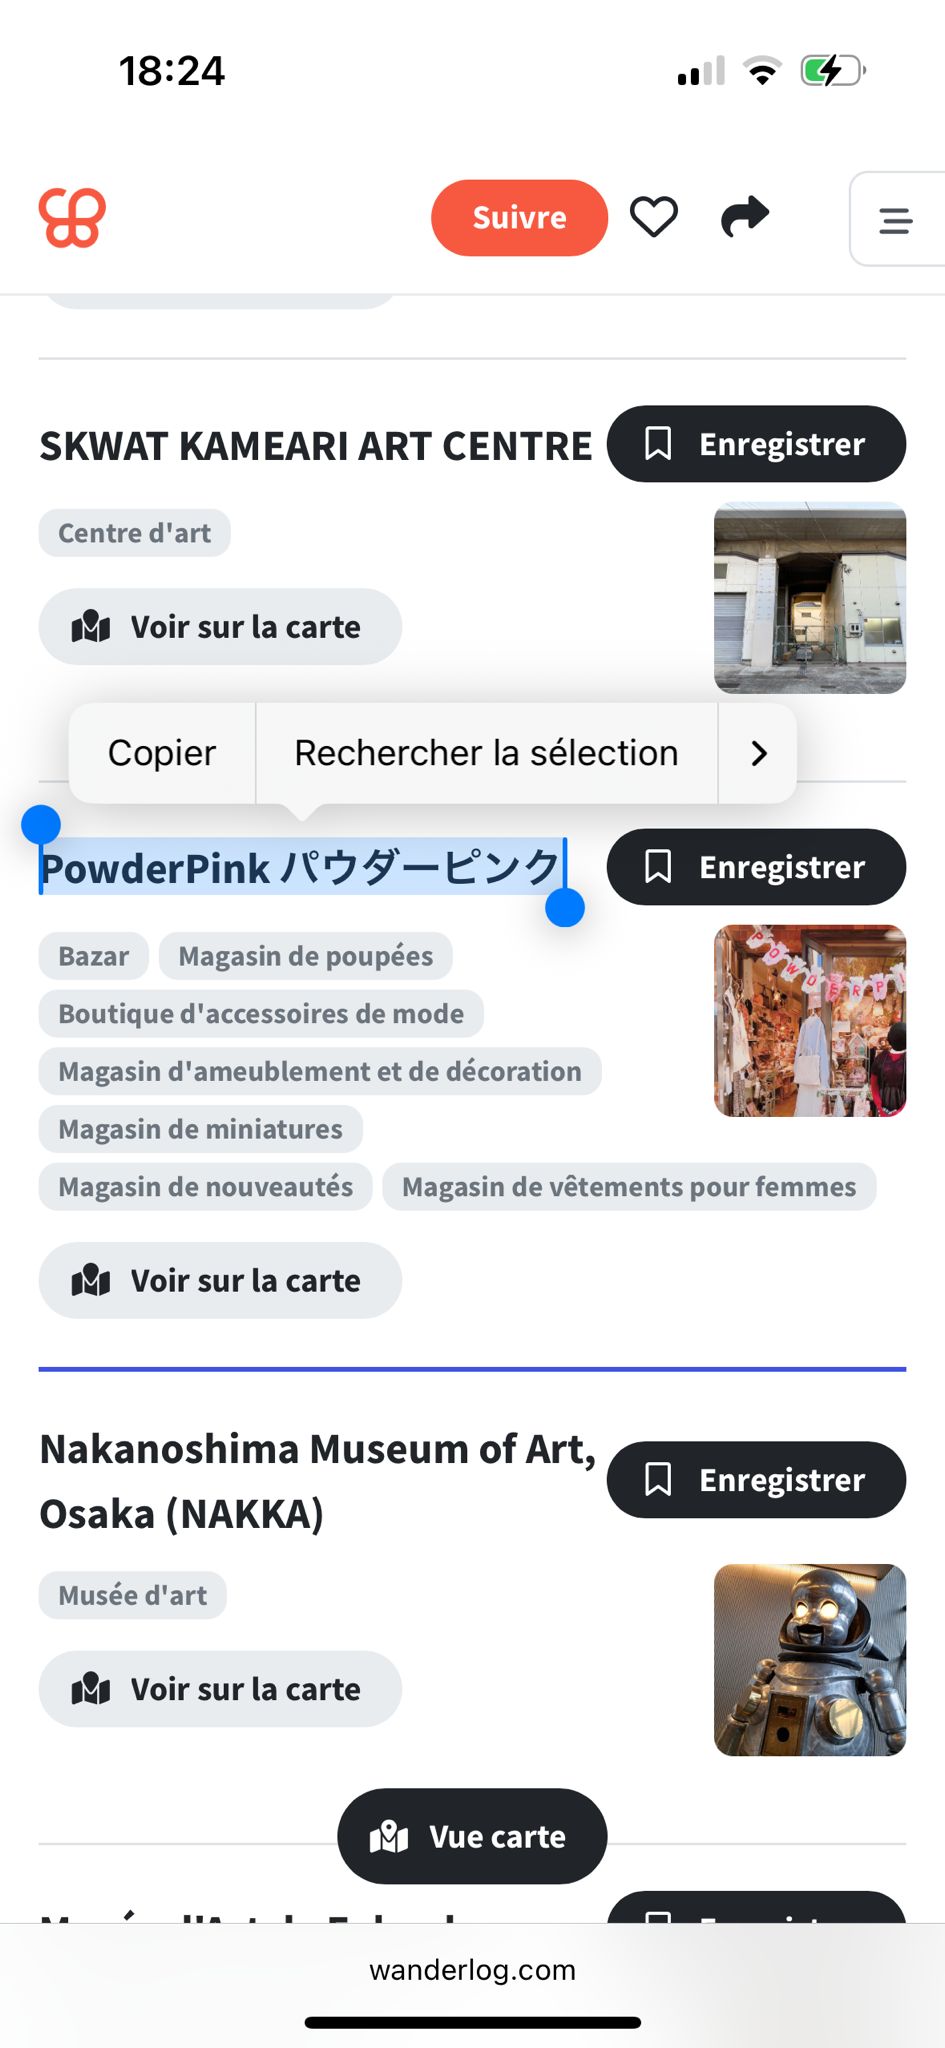 18:24
Suivre
SKWAT KAMEARI ART CENTRE
Enregistrer
Centre d'art
Voir sur la carte
Copier
Rechercher la sélection
PowderPink パウダーピンク
Enregistrer
Bazar
Magasin de poupées
Boutique d'accessoires de mode
Magasin d'ameublement et de décoration
Magasin de miniatures
Magasin de nouveautés
Magasin de vêtements pour femmes
POWDERPI
Voir sur la carte
Nakanoshima Museum of Art,
Osaka (NAKKA)
Enregistrer
Musée d'art
Voir sur la carte
Vue carte
wanderlog.com